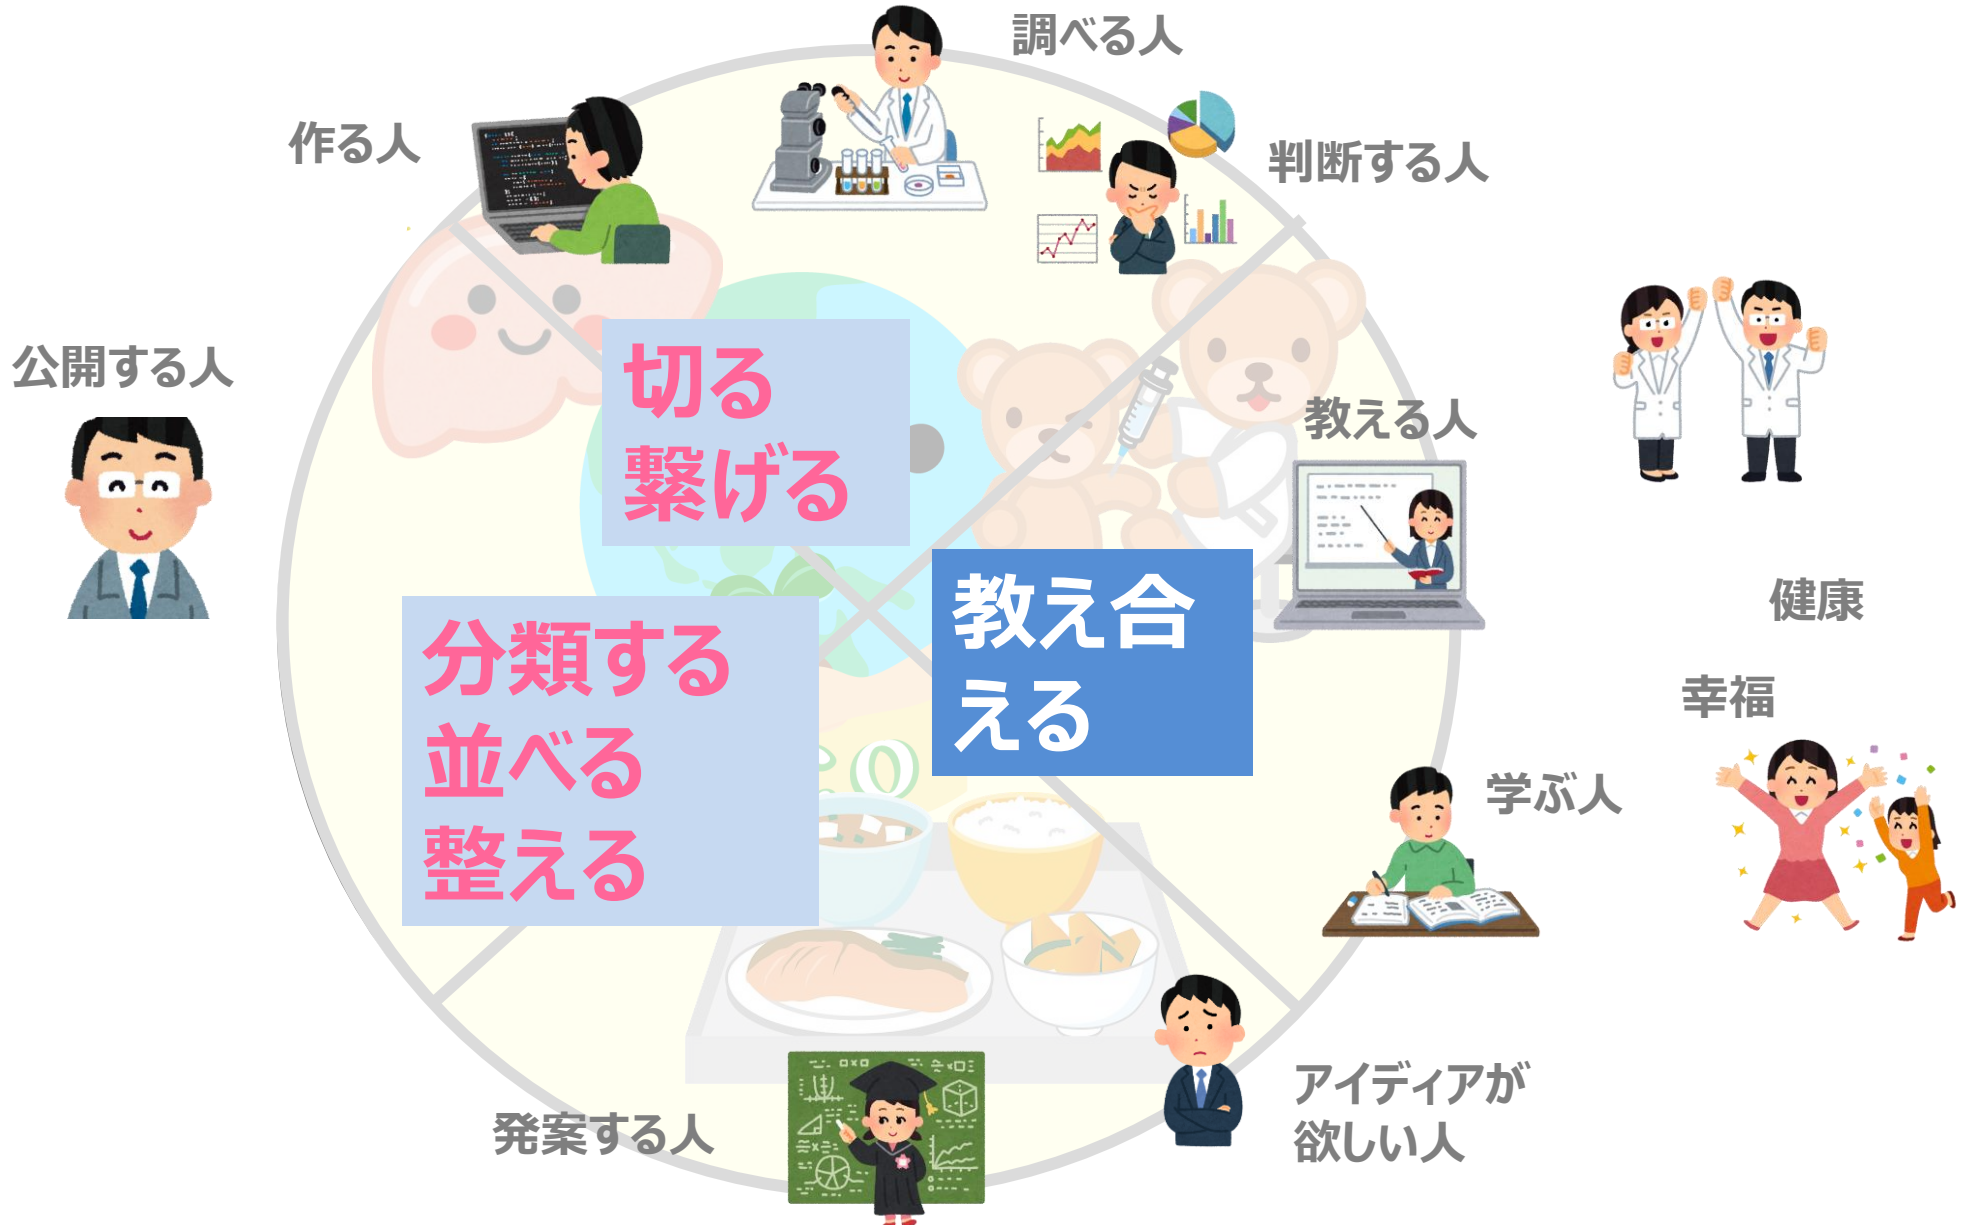 調べる人
作る人
判断する人
公開する人
切る
繋げる
教える人
教え合
える
健康
分類する
並べる
整える
幸福
学ぶ人
アイディアが
欲しい人
発案する人